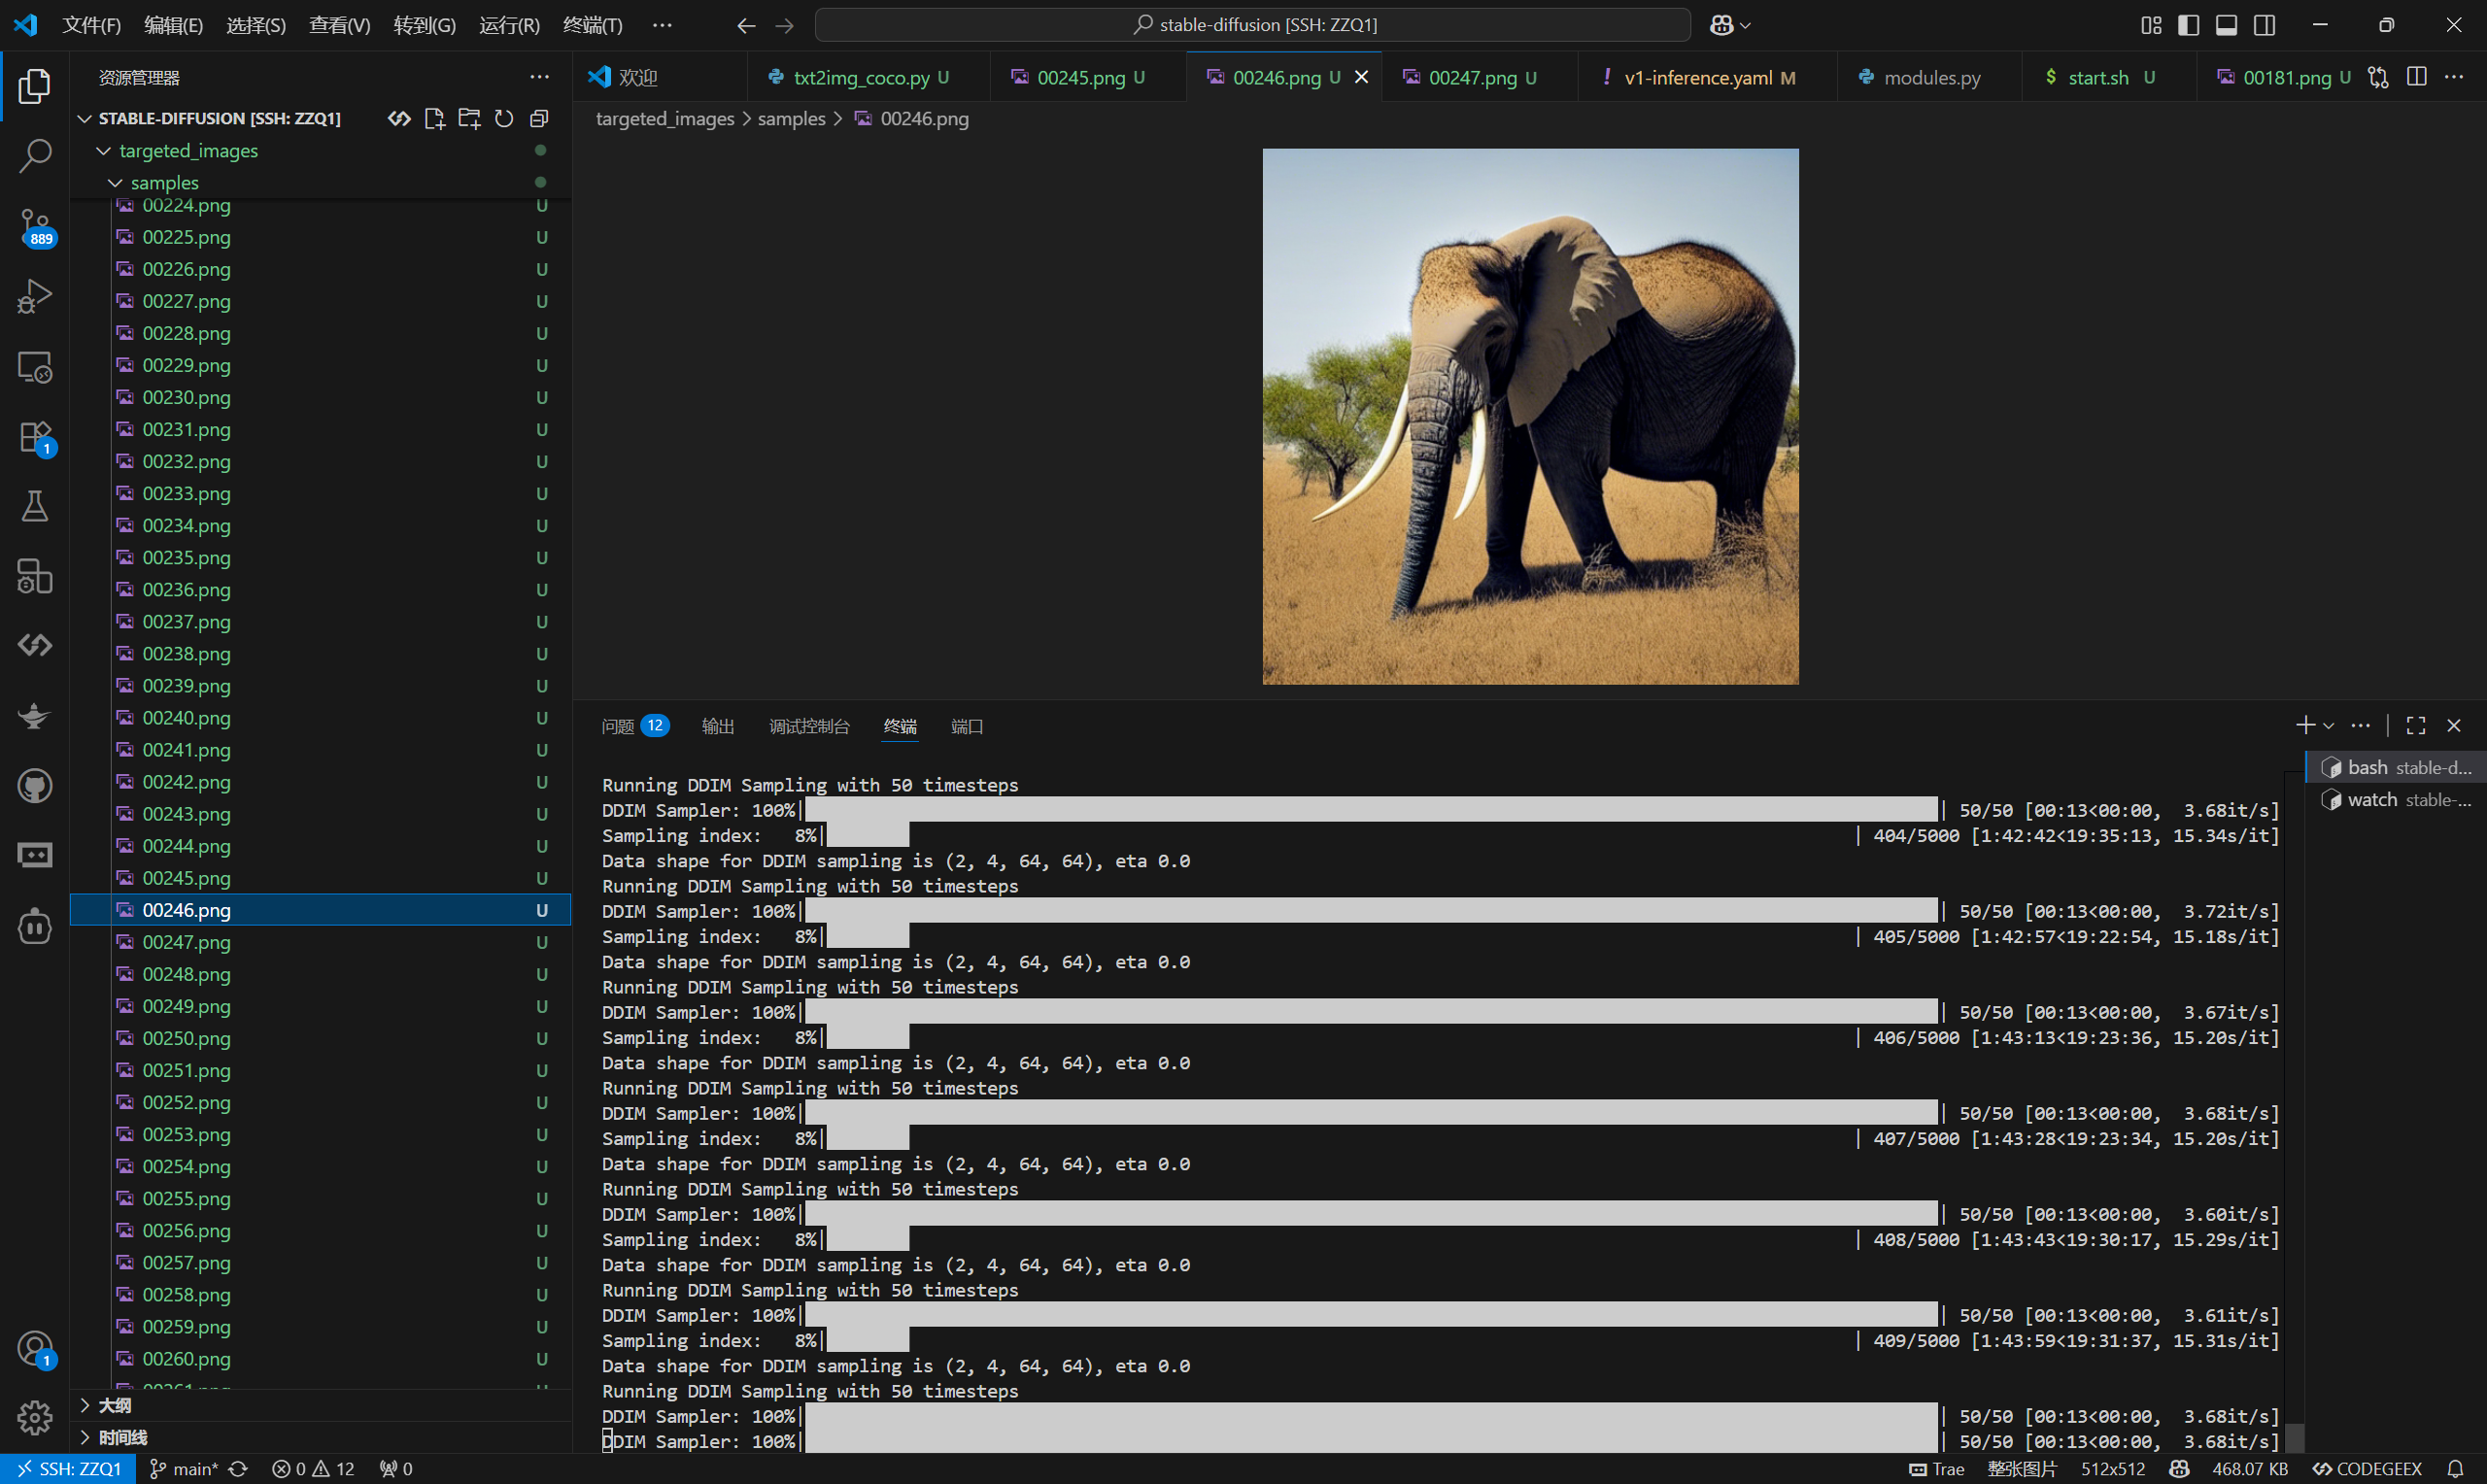 文件(F) 编辑(E) 选择(S) 查看(V) 转到(G) 运行(R) 终端(T) ··· stable-diffusion [SSH: ZZQ1]
资源管理器
欢迎 txt2img_coco.py U 00245.png U 00246.png U 00247.png U ! v1-inference.yaml M modules.py $ start.sh U 00181.png U
STABLE-DIFFUSION [SSH: ZZQ1]
targeted_images > samples > 00246.png
targeted_images
samples
00224.png U
00225.png U
00226.png U
00227.png U
00228.png U
00229.png U
00230.png U
00231.png U
00232.png U
00233.png U
00234.png U
00235.png U
00236.png U
00237.png U
00238.png U
00239.png U
00240.png U
00241.png U
00242.png U
00243.png U
00244.png U
00245.png U
00246.png U
00247.png U
00248.png U
00249.png U
00250.png U
00251.png U
00252.png U
00253.png U
00254.png U
00255.png U
00256.png U
00257.png U
00258.png U
00259.png U
00260.png U
大纲
时间线
889
1
1
问题 12 输出 调试控制台 终端 端口
Running DDIM Sampling with 50 timesteps
DDIM Sampler: 100%| | 50/50 [00:13<00:00, 3.68it/s]
Sampling index: 8%| | 404/5000 [1:42:42<19:35:13, 15.34s/it]
Data shape for DDIM sampling is (2, 4, 64, 64), eta 0.0
Running DDIM Sampling with 50 timesteps
DDIM Sampler: 100%| | 50/50 [00:13<00:00, 3.72it/s]
Sampling index: 8%| | 405/5000 [1:42:57<19:22:54, 15.18s/it]
Data shape for DDIM sampling is (2, 4, 64, 64), eta 0.0
Running DDIM Sampling with 50 timesteps
DDIM Sampler: 100%| | 50/50 [00:13<00:00, 3.67it/s]
Sampling index: 8%| | 406/5000 [1:43:13<19:23:36, 15.20s/it]
Data shape for DDIM sampling is (2, 4, 64, 64), eta 0.0
Running DDIM Sampling with 50 timesteps
DDIM Sampler: 100%| | 50/50 [00:13<00:00, 3.68it/s]
Sampling index: 8%| | 407/5000 [1:43:28<19:23:34, 15.20s/it]
Data shape for DDIM sampling is (2, 4, 64, 64), eta 0.0
Running DDIM Sampling with 50 timesteps
DDIM Sampler: 100%| | 50/50 [00:13<00:00, 3.60it/s]
Sampling index: 8%| | 408/5000 [1:43:43<19:30:17, 15.29s/it]
Data shape for DDIM sampling is (2, 4, 64, 64), eta 0.0
Running DDIM Sampling with 50 timesteps
DDIM Sampler: 100%| | 50/50 [00:13<00:00, 3.61it/s]
Sampling index: 8%| | 409/5000 [1:43:59<19:31:37, 15.31s/it]
Data shape for DDIM sampling is (2, 4, 64, 64), eta 0.0
Running DDIM Sampling with 50 timesteps
DDIM Sampler: 100%| | 50/50 [00:13<00:00, 3.68it/s]
DDIM Sampler: 100%| | 50/50 [00:13<00:00, 3.68it/s]
bash stable-d...
watch stable-...
SSH: ZZQ1 main* 0 12 0 Trae 整张图片 512x512 468.07 KB CODEGEEX